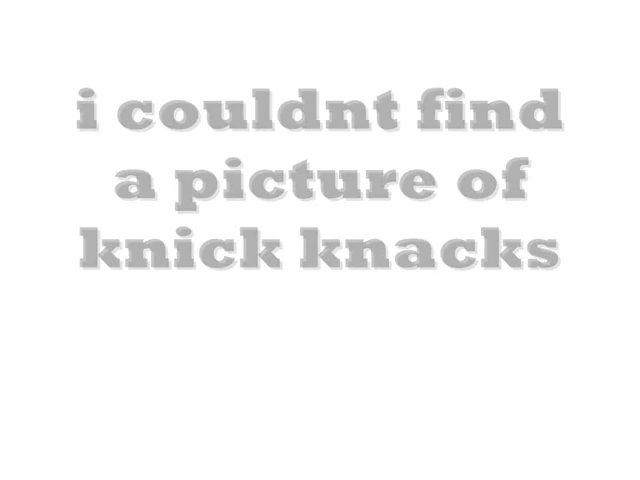 i couldnt find
a picture of
knick knacks